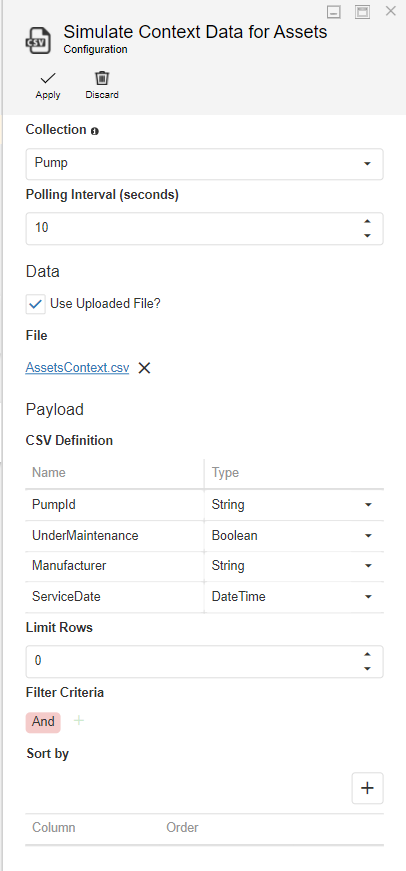 CSV
Simulate Context Data for Assets
Configuration
Apply Discard
Collection
Pump
Polling Interval (seconds)
10
Data
Use Uploaded File?
File
AssetsContext.csv
Payload
CSV Definition
Name Type
PumpId String
UnderMaintenance Boolean
Manufacturer String
ServiceDate DateTime
Limit Rows
0
Filter Criteria
And +
Sort by
+
Column Order